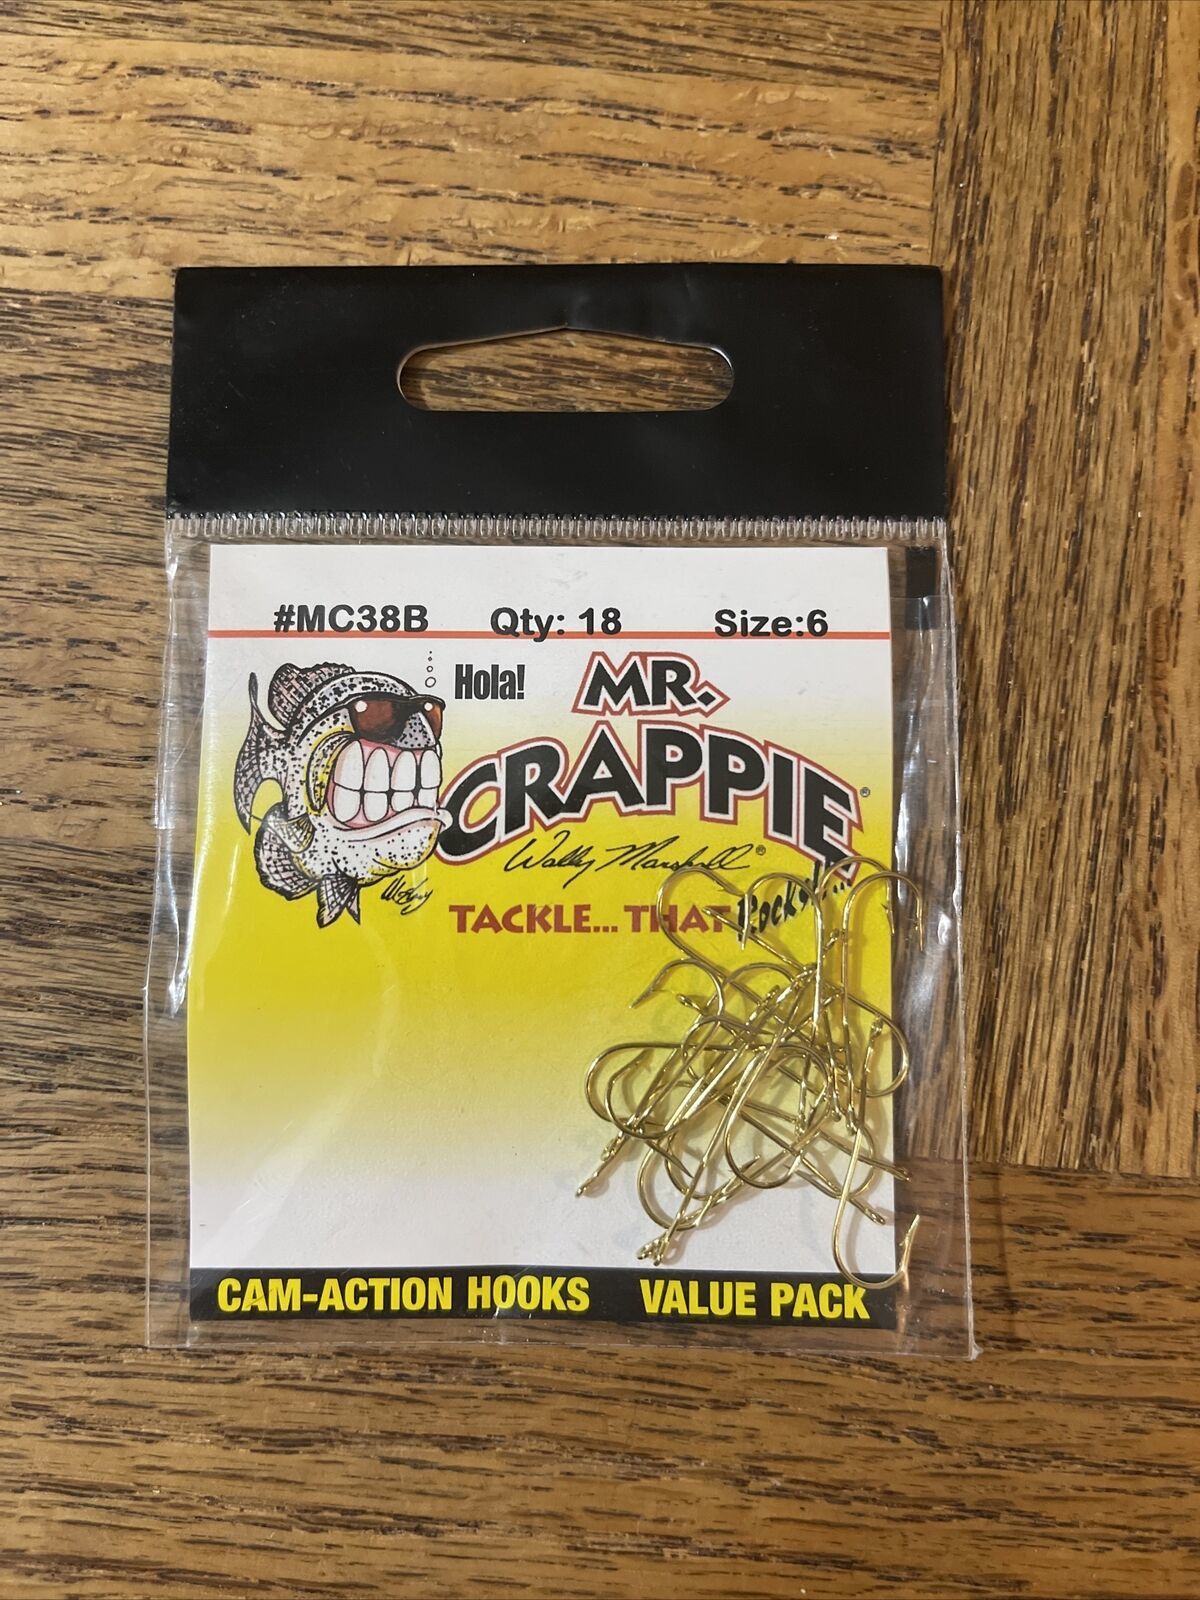 #MC38B Qty: 18 Size:6
Hola!
MR.
CRAPPIE®
Wally Marshall®
TACKLE... THAT Rocks!...
CAM-ACTION HOOKS VALUE PACK